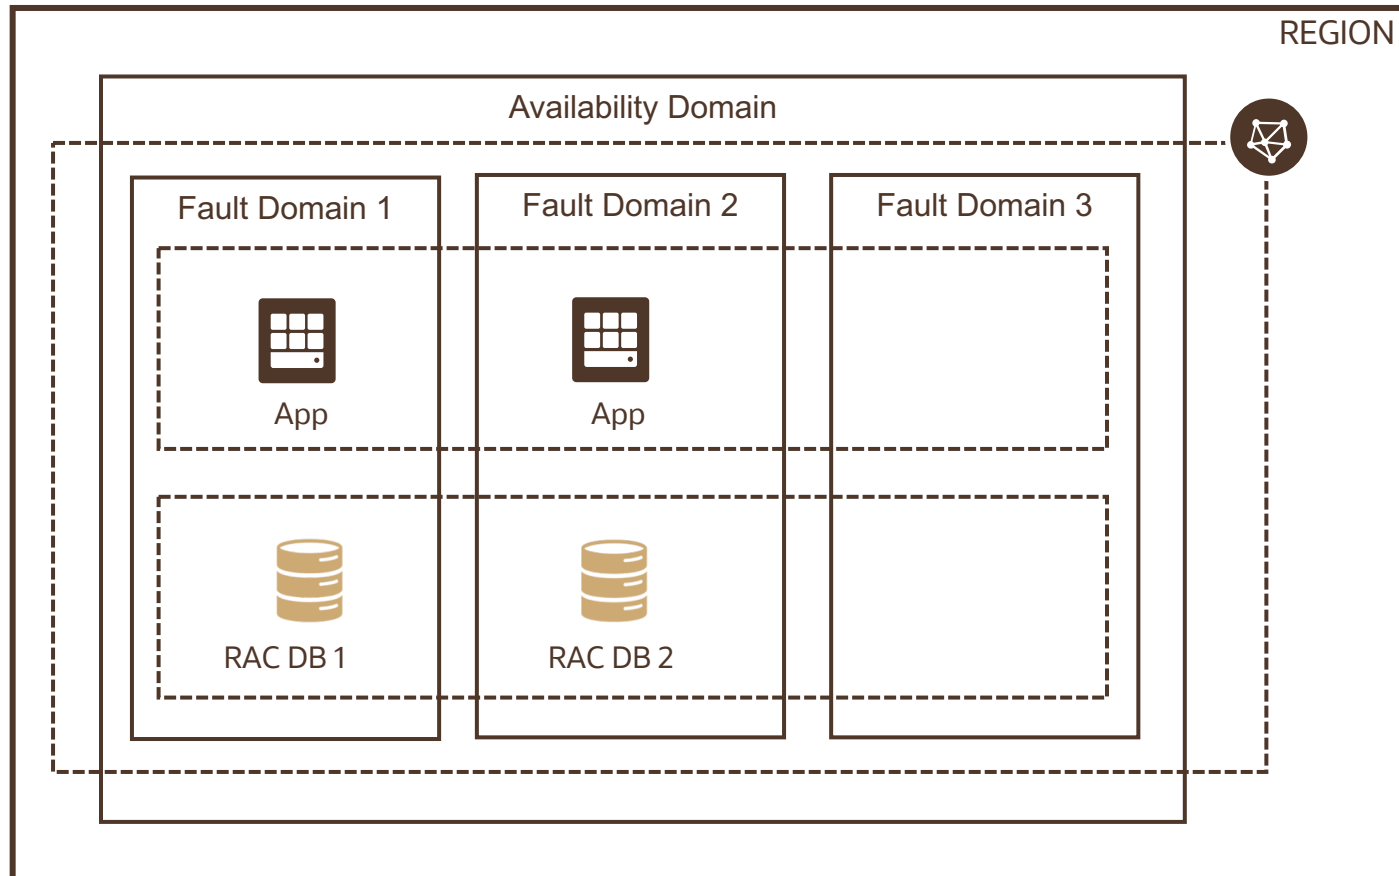 REGION
Availability Domain
Fault Domain 1
Fault Domain 2
Fault Domain 3
App
App
RAC DB 1
RAC DB 2